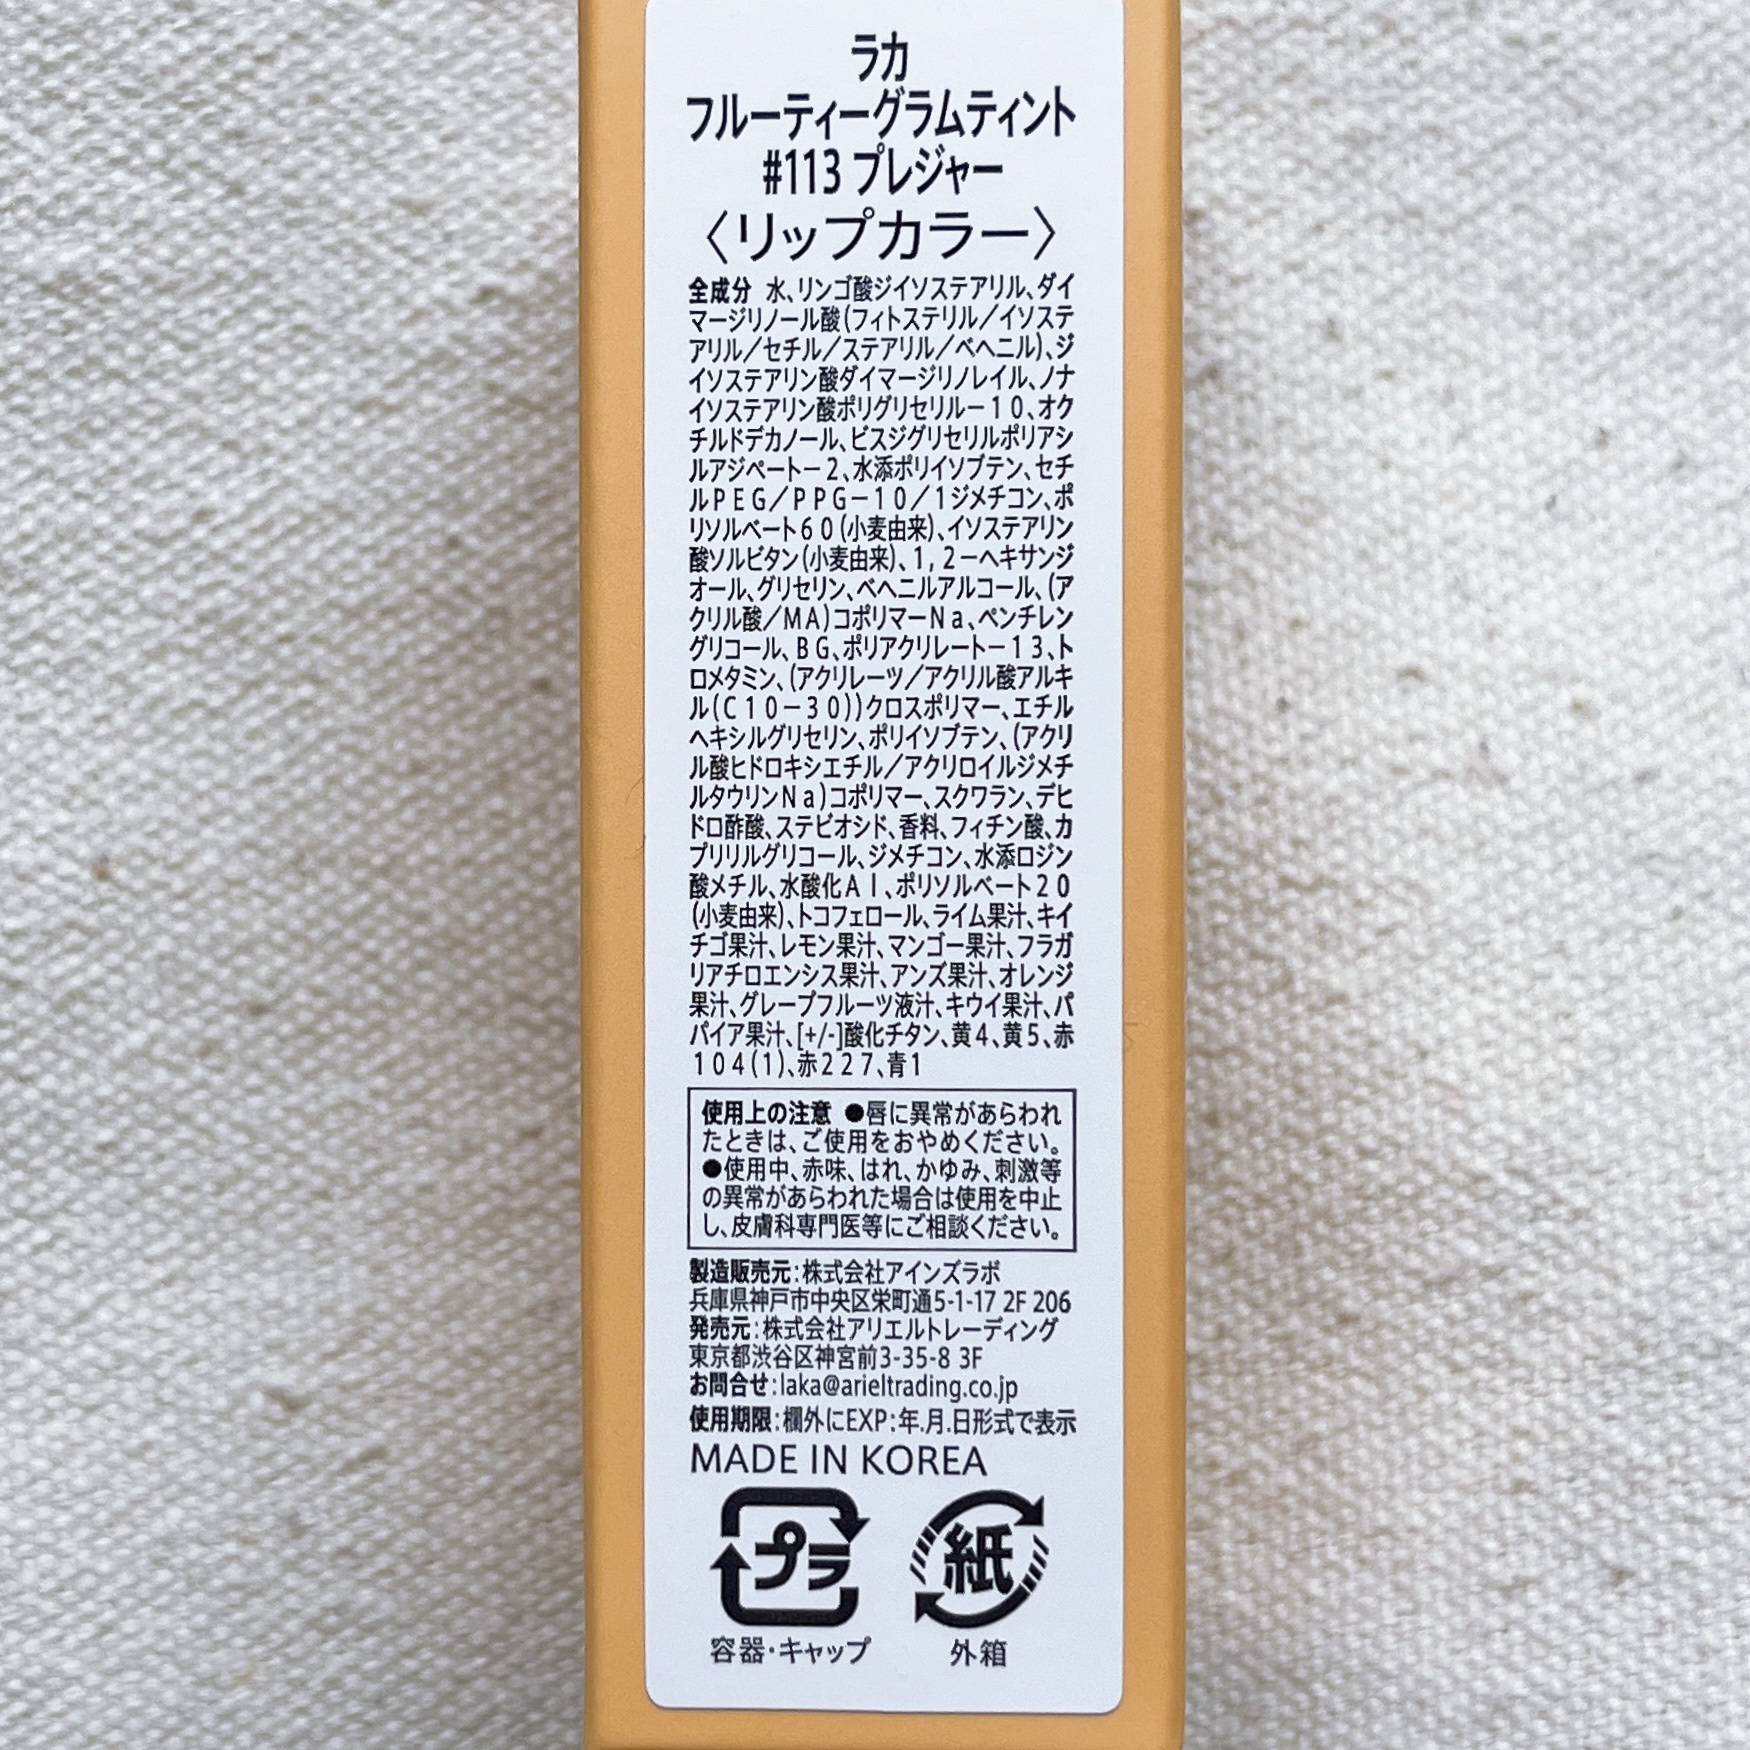 ラカ
フルーティーグラムティント
#113 プレジャー
〈リップカラー〉
全成分 水、リンゴ酸ジイソステアリル、ダイ
マージリノール酸(フィトステリル／イソステ
アリル／セチル／ステアリル／ベヘニル)、ジ
イソステアリン酸ダイマージリノレイル、ノナ
イソステアリン酸ポリグリセリル－１０、オク
チルドデカノール、ビスジグリセリルポリアシ
ルアジペート－２、水添ポリイソブテン、セチ
ルＰＥＧ／ＰＰＧ－１０／１ジメチコン、ポ
リソルベート６０(小麦由来)、イソステアリン
酸ソルビタン(小麦由来)、１，２－ヘキサンジ
オール、グリセリン、ベヘニルアルコール、(ア
クリル酸／ＭＡ)コポリマーＮａ、ペンチレン
グリコール、ＢＧ、ポリアクリレート－１３、ト
ロメタミン、(アクリレーツ／アクリル酸アルキ
ル(Ｃ１０－３０))クロスポリマー、エチル
ヘキシルグリセリン、ポリイソブテン、(アクリ
ル酸ヒドロキシエチル／アクリロイルジメチ
ルタウリンＮａ)コポリマー、スクワラン、デヒ
ドロ酢酸、ステビオシド、香料、フィチン酸、カ
プリリルグリコール、ジメチコン、水添ロジン
酸メチル、水酸化Ａｌ、ポリソルベート２０
(小麦由来)、トコフェロール、ライム果汁、キイ
チゴ果汁、レモン果汁、マンゴー果汁、フラガ
リアチロエンシス果汁、アンズ果汁、オレンジ
果汁、グレープフルーツ液汁、キウイ果汁、パ
パイア果汁、[+/-]酸化チタン、黄４、黄５、赤
１０４(１)、赤２２７、青１
使用上の注意 ●唇に異常があらわれ
たときは、ご使用をおやめください。
●使用中、赤味、はれ、かゆみ、刺激等
の異常があらわれた場合は使用を中止
し、皮膚科専門医等にご相談ください。
製造販売元：株式会社アインズラボ
兵庫県神戸市中央区栄町通5-1-17 2F 206
発売元：株式会社アリエルトレーディング
東京都渋谷区神宮前3-35-8 3F
お問合せ：laka@arieltrading.co.jp
使用期限：欄外にEXP：年.月.日形式で表示
MADE IN KOREA
プラ 紙
容器・キャップ 外箱